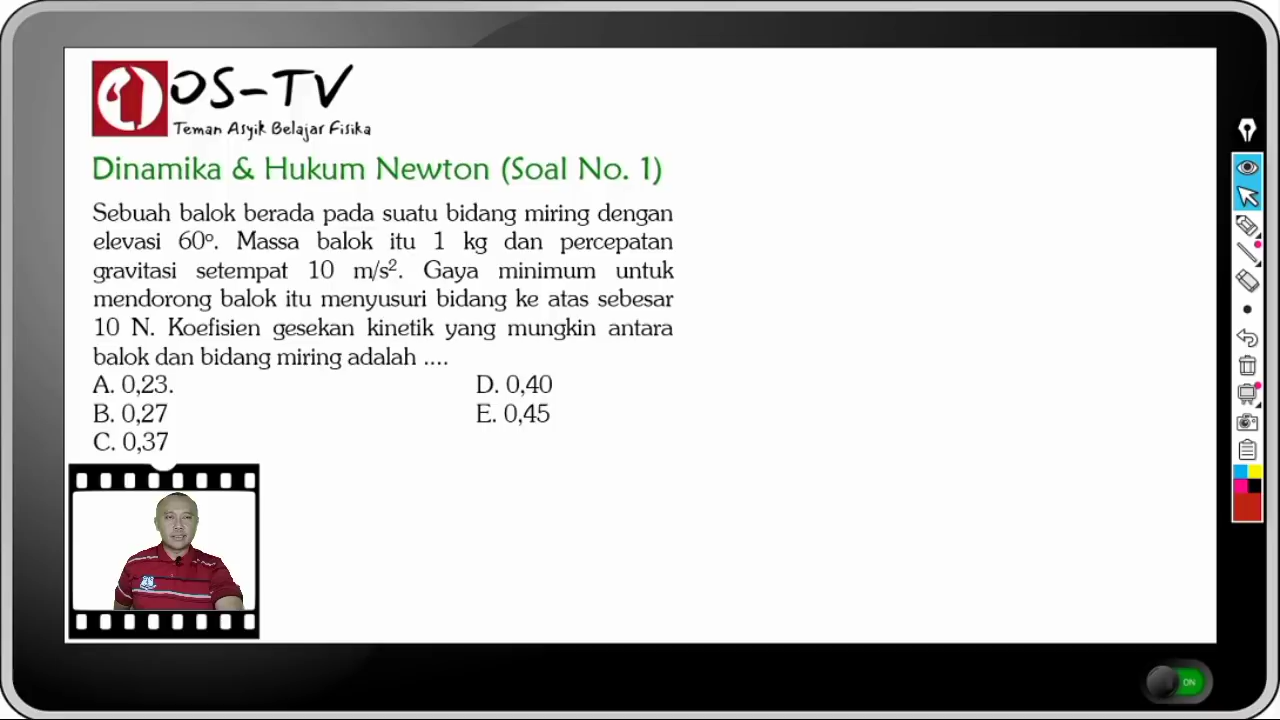 OS-TV
Teman Asyik Belajar Fisika
Dinamika & Hukum Newton (Soal No. 1)
Sebuah balok berada pada suatu bidang miring dengan
elevasi 60°. Massa balok itu 1 kg dan percepatan
gravitasi setempat 10 m/s². Gaya minimum untuk
mendorong balok itu menyusuri bidang ke atas sebesar
10 N. Koefisien gesekan kinetik yang mungkin antara
balok dan bidang miring adalah ....
A. 0,23.
B. 0,27
C. 0,37
D. 0,40
E. 0,45
ON